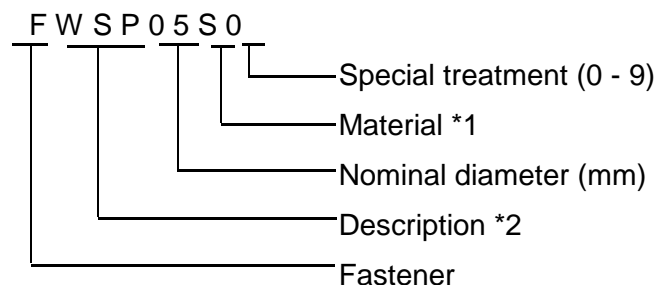 F W S P 0 5 S 0
Special treatment (0 - 9)
Material *1
Nominal diameter (mm)
Description *2
Fastener